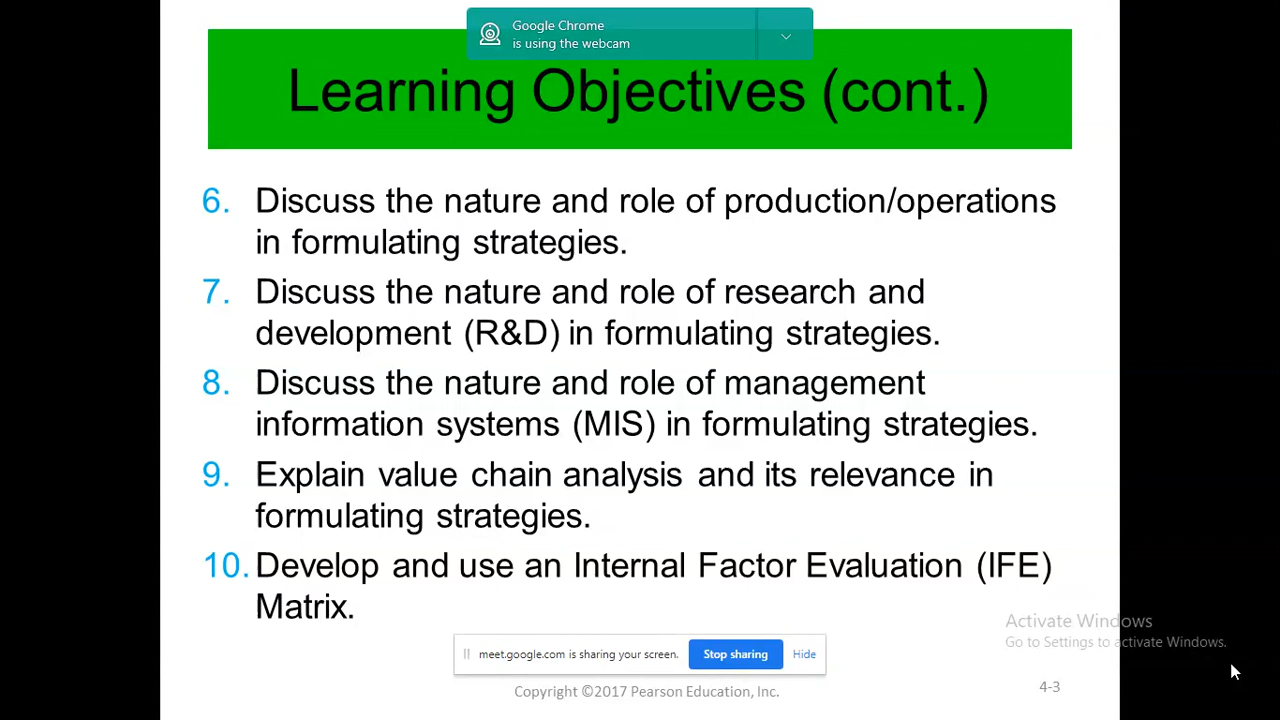 Google Chrome
is using the webcam
Learning Objectives (cont.)
6. Discuss the nature and role of production/operations
in formulating strategies.
7. Discuss the nature and role of research and
development (R&D) in formulating strategies.
8. Discuss the nature and role of management
information systems (MIS) in formulating strategies.
9. Explain value chain analysis and its relevance in
formulating strategies.
10. Develop and use an Internal Factor Evaluation (IFE)
Matrix.
Activate Windows
Go to Settings to activate Windows.
meet.google.com is sharing your screen. Stop sharing Hide
Copyright ©2017 Pearson Education, Inc. 4-3